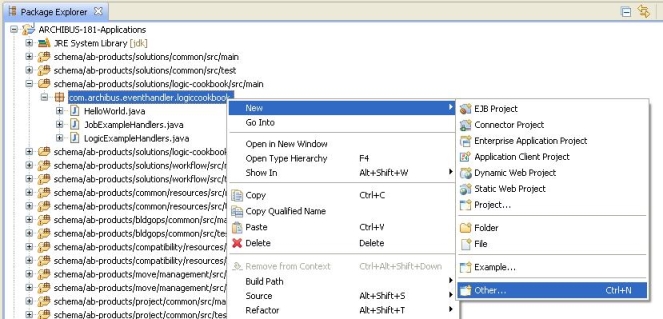 Package Explorer
ARCHIBUS-181-Applications
JRE System Library [jdk]
schema/ab-products/solutions/common/src/main
schema/ab-products/solutions/common/src/test
schema/ab-products/solutions/logic-cookbook/src/main
com.archibus.eventhandler.logiccookbook
HelloWorld.java
JobExampleHandlers.java
LogicExampleHandlers.java
schema/ab-products/solutions/logic-cookbook
schema/ab-products/solutions/workflow/src/m
schema/ab-products/solutions/workflow/src/te
schema/ab-products/common/resources/src/m
schema/ab-products/common/resources/src/te
schema/ab-products/bldgops/common/src/mai
schema/ab-products/bldgops/common/src/test
schema/ab-products/compatibility/resources/
schema/ab-products/move/management/src/
schema/ab-products/move/management/src/
schema/ab-products/project/common/src/mai
schema/ab-products/project/common/src/test
New
Go Into
Open in New Window
Open Type Hierarchy F4
Show In Alt+Shift+W
Copy Ctrl+C
Copy Qualified Name
Paste Ctrl+V
Delete Delete
Remove from Context Ctrl+Alt+Shift+Down
Build Path
Source Alt+Shift+S
Refactor Alt+Shift+T
EJB Project
Connector Project
Enterprise Application Project
Application Client Project
Dynamic Web Project
Static Web Project
Project...
Folder
File
Example...
Other... Ctrl+N